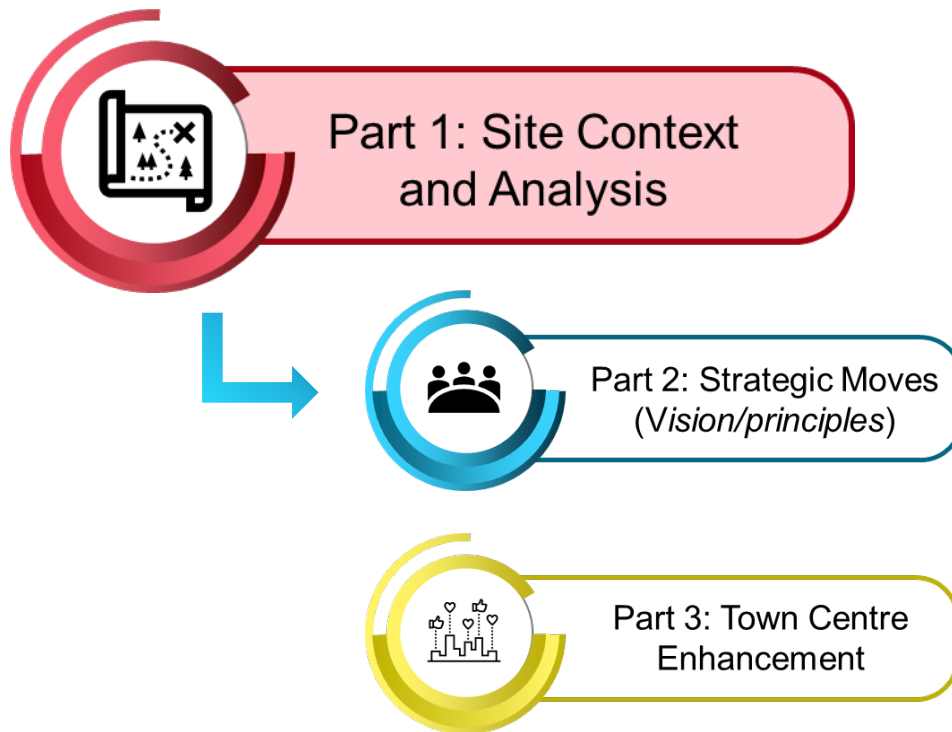 Part 1: Site Context
and Analysis
Part 2: Strategic Moves
(Vision/principles)
Part 3: Town Centre
Enhancement